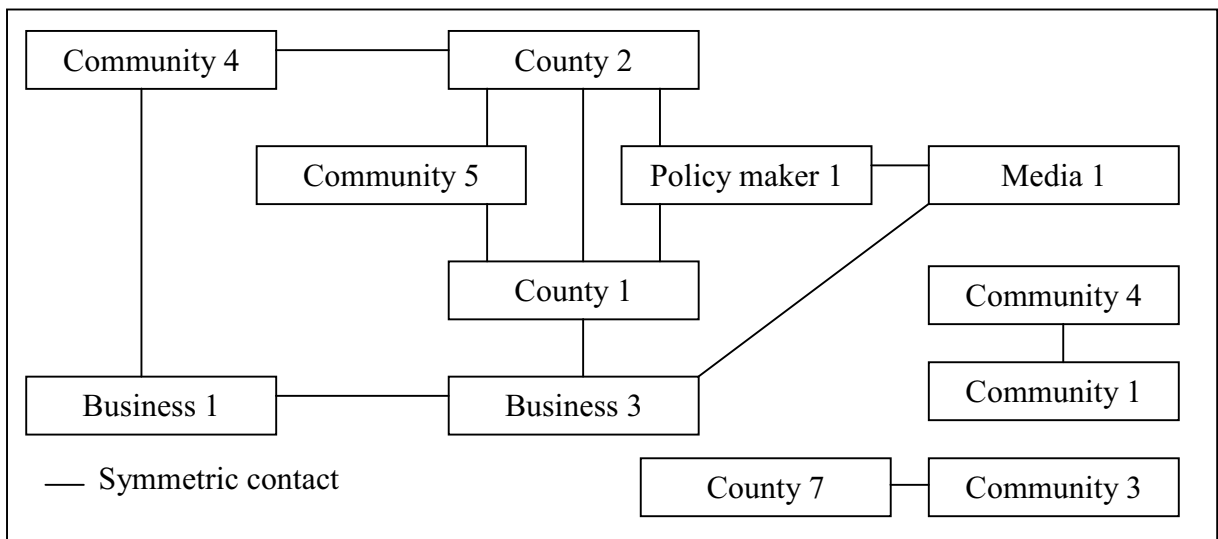 Community 4
County 2
Community 5
Policy maker 1
Media 1
County 1
Community 4
Community 1
Business 1
Business 3
— Symmetric contact
County 7
Community 3